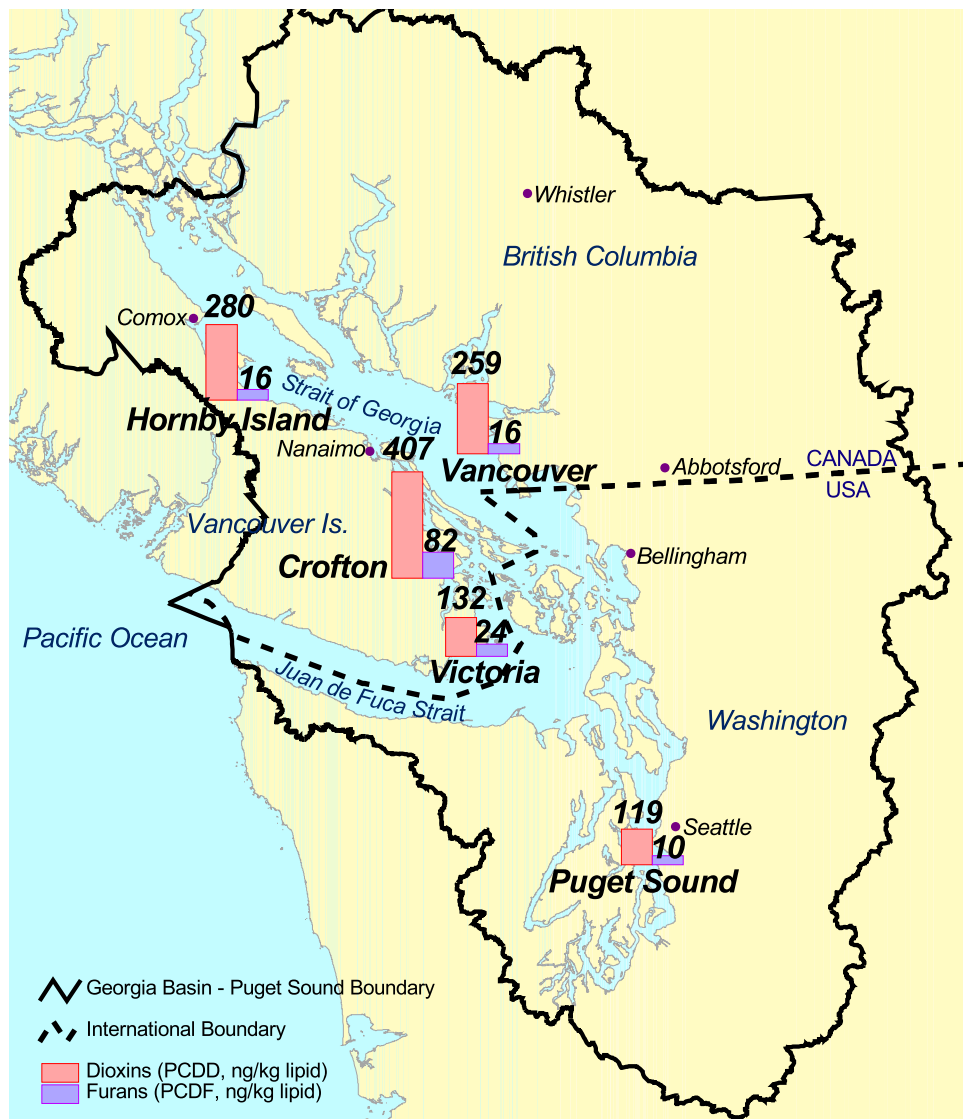 Whistler
British Columbia
280
Comox
16
Hornby Island
Strait of Georgia
259
16
Vancouver
Nanaimo
407
Abbotsford
CANADA
USA
Vancouver Is.
82
Crofton
Bellingham
132
24
Victoria
Pacific Ocean
Juan de Fuca Strait
Washington
119
Seattle
10
Puget Sound
Georgia Basin - Puget Sound Boundary
International Boundary
Dioxins (PCDD, ng/kg lipid)
Furans (PCDF, ng/kg lipid)